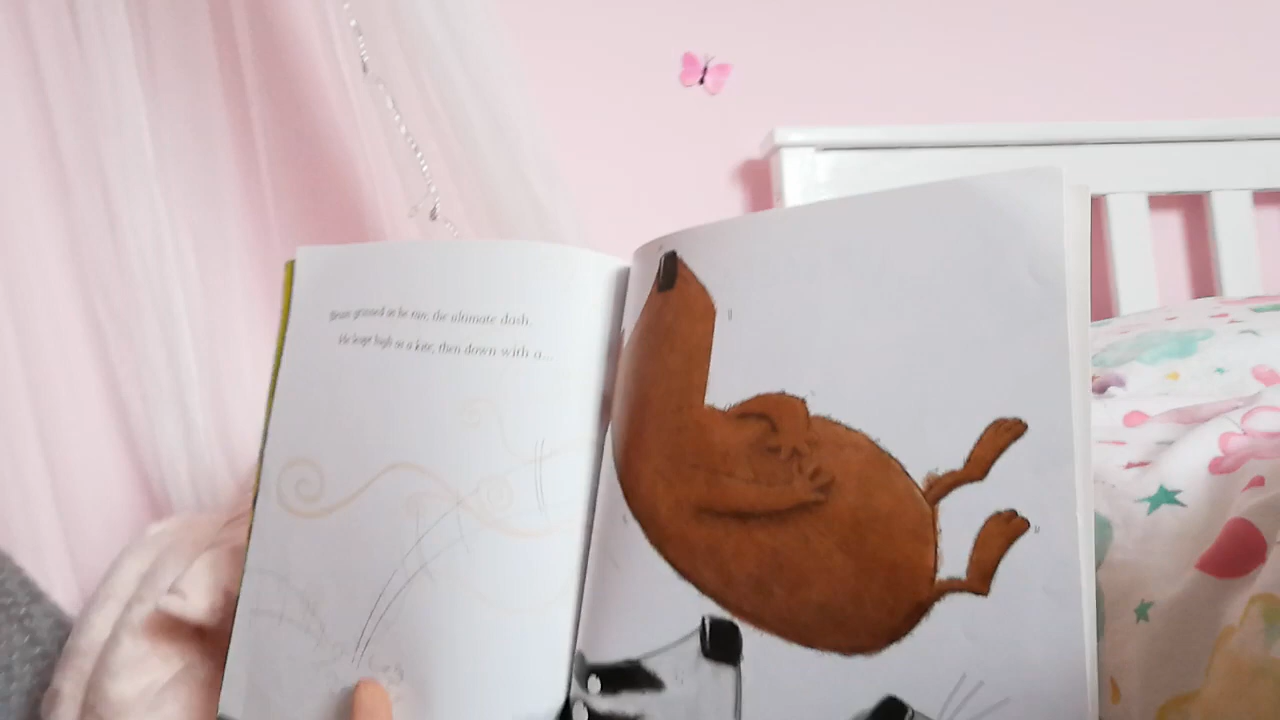 grinned as he ran, the ultimate dash.
He leapt high as a kite, then down with a...